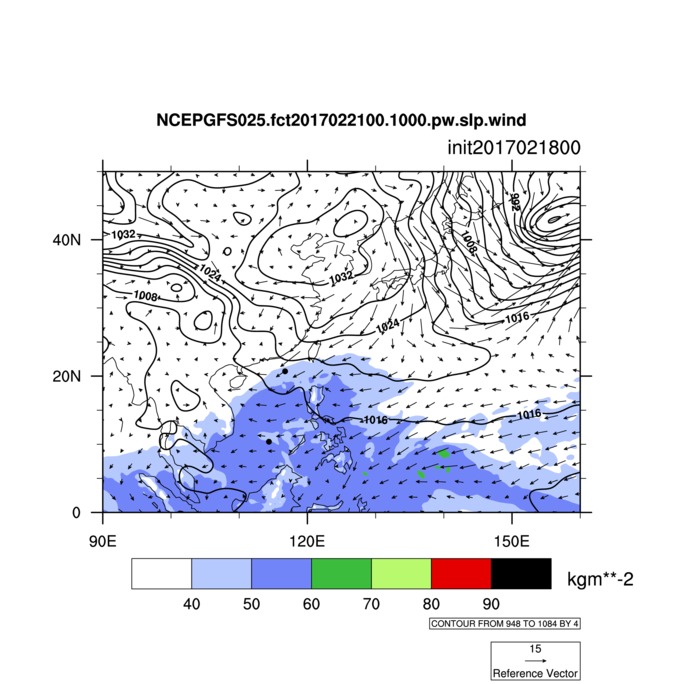 NCEPGFS025.fct2017022100.1000.pw.slp.wind
init2017021800
992
1032
40N
1008
1024
1032
1008
1016
1024
20N
1016
1016
0
90E 120E 150E
kgm**-2
40 50 60 70 80 90
CONTOUR FROM 948 TO 1084 BY 4
15
Reference Vector